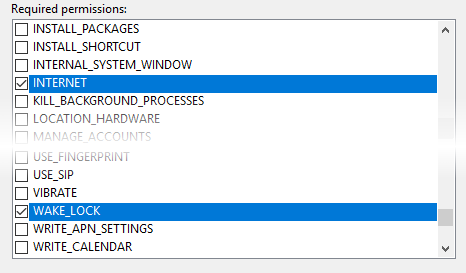 Required permissions:
INSTALL_PACKAGES
INSTALL_SHORTCUT
INTERNAL_SYSTEM_WINDOW
INTERNET
KILL_BACKGROUND_PROCESSES
LOCATION_HARDWARE
MANAGE_ACCOUNTS
USE_FINGERPRINT
USE_SIP
VIBRATE
WAKE_LOCK
WRITE_APN_SETTINGS
WRITE_CALENDAR